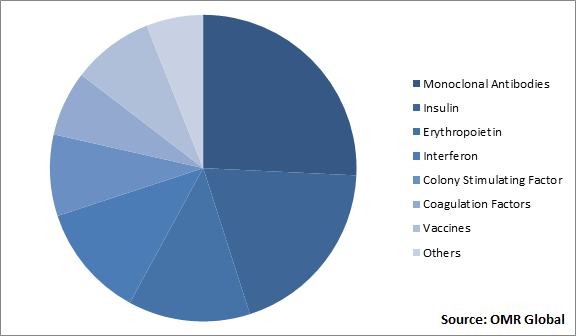 Monoclonal Antibodies
Insulin
Erythropoietin
Interferon
Colony Stimulating Factor
Coagulation Factors
Vaccines
Others
Source: OMR Global